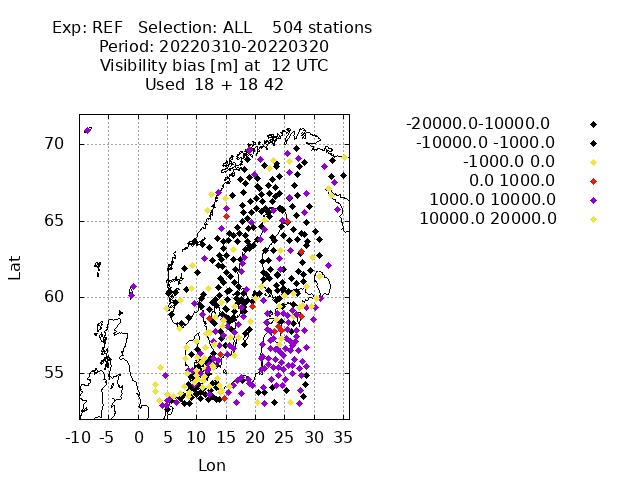 Exp: REF   Selection: ALL    504 stations
Period: 20220310-20220320
Visibility bias [m] at  12 UTC
Used  18 + 18 42
-20000.0-10000.0
-10000.0 -1000.0
-1000.0 0.0
0.0 1000.0
1000.0 10000.0
10000.0 20000.0
70
65
60
55
Lat
-10 -5 0 5 10 15 20 25 30 35
Lon